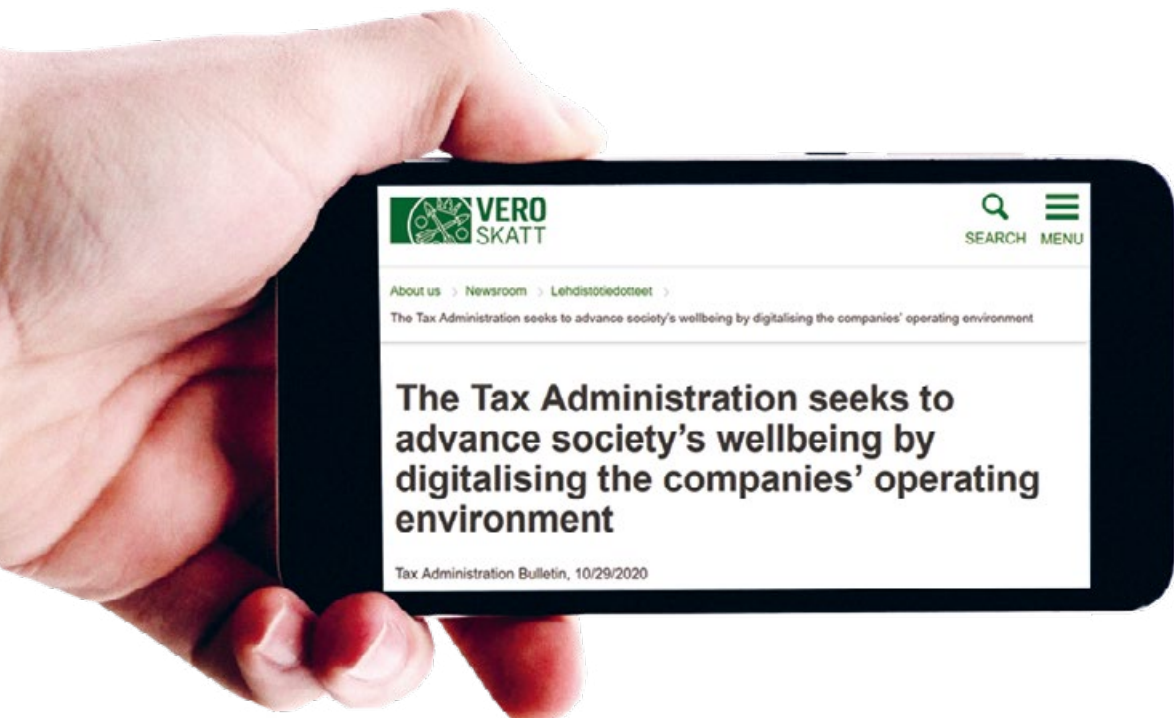 VERO
SKATT
SEARCH MENU
About us > Newsroom > Lehdistötiedotteet >
The Tax Administration seeks to advance society's wellbeing by digitalising the companies' operating environment
The Tax Administration seeks to
advance society's wellbeing by
digitalising the companies' operating
environment
Tax Administration Bulletin, 10/29/2020